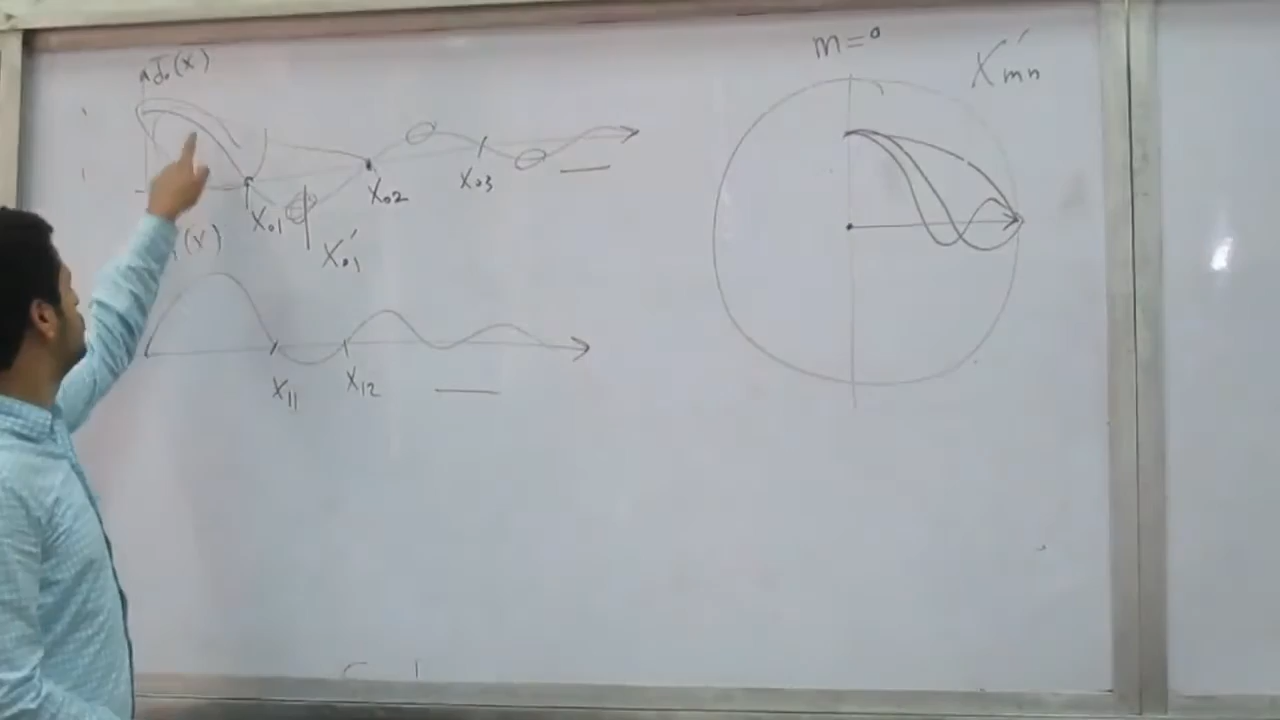 J₀(x)
X₀₁
X₀₂
X₀₃
X′₀₁
(x)
X₁₁
X₁₂
m=0
X′mn